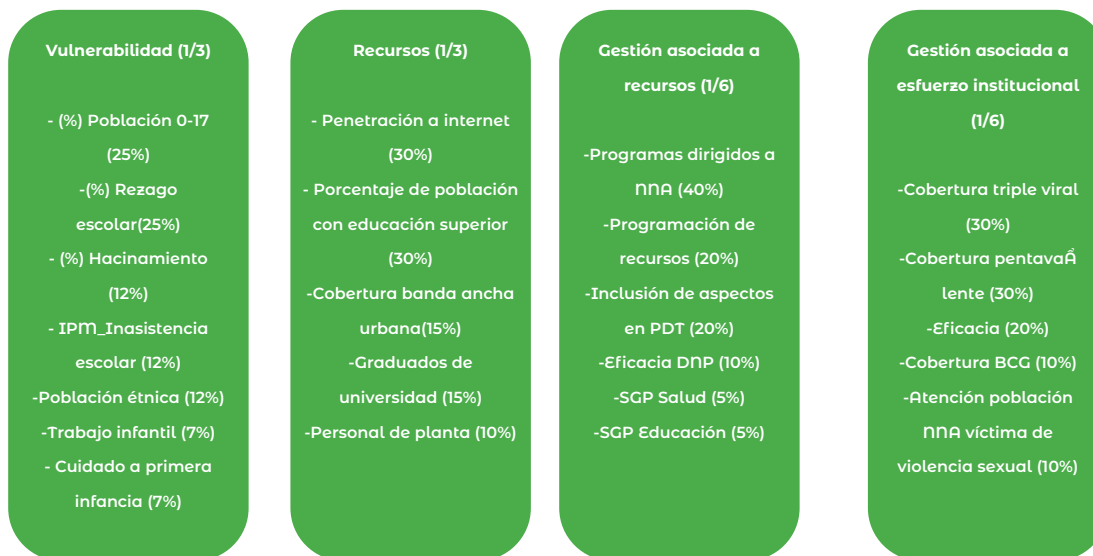 Vulnerabilidad (1/3)
- (%) Población 0-17
(25%)
-(%) Rezago
escolar(25%)
- (%) Hacinamiento
(12%)
- IPM_Inasistencia
escolar (12%)
-Población étnica (12%)
-Trabajo infantil (7%)
- Cuidado a primera
infancia (7%)
Recursos (1/3)
- Penetración a internet
(30%)
- Porcentaje de población
con educación superior
(30%)
-Cobertura banda ancha
urbana(15%)
-Graduados de
universidad (15%)
-Personal de planta (10%)
Gestión asociada a
recursos (1/6)
-Programas dirigidos a
NNA (40%)
-Programación de
recursos (20%)
-Inclusión de aspectos
en PDT (20%)
-Eficacia DNP (10%)
-SGP Salud (5%)
-SGP Educación (5%)
Gestión asociada a
esfuerzo institucional
(1/6)
-Cobertura triple viral
(30%)
-Cobertura pentavaẨ
lente (30%)
-Eficacia (20%)
-Cobertura BCG (10%)
-Atención población
NNA víctima de
violencia sexual (10%)